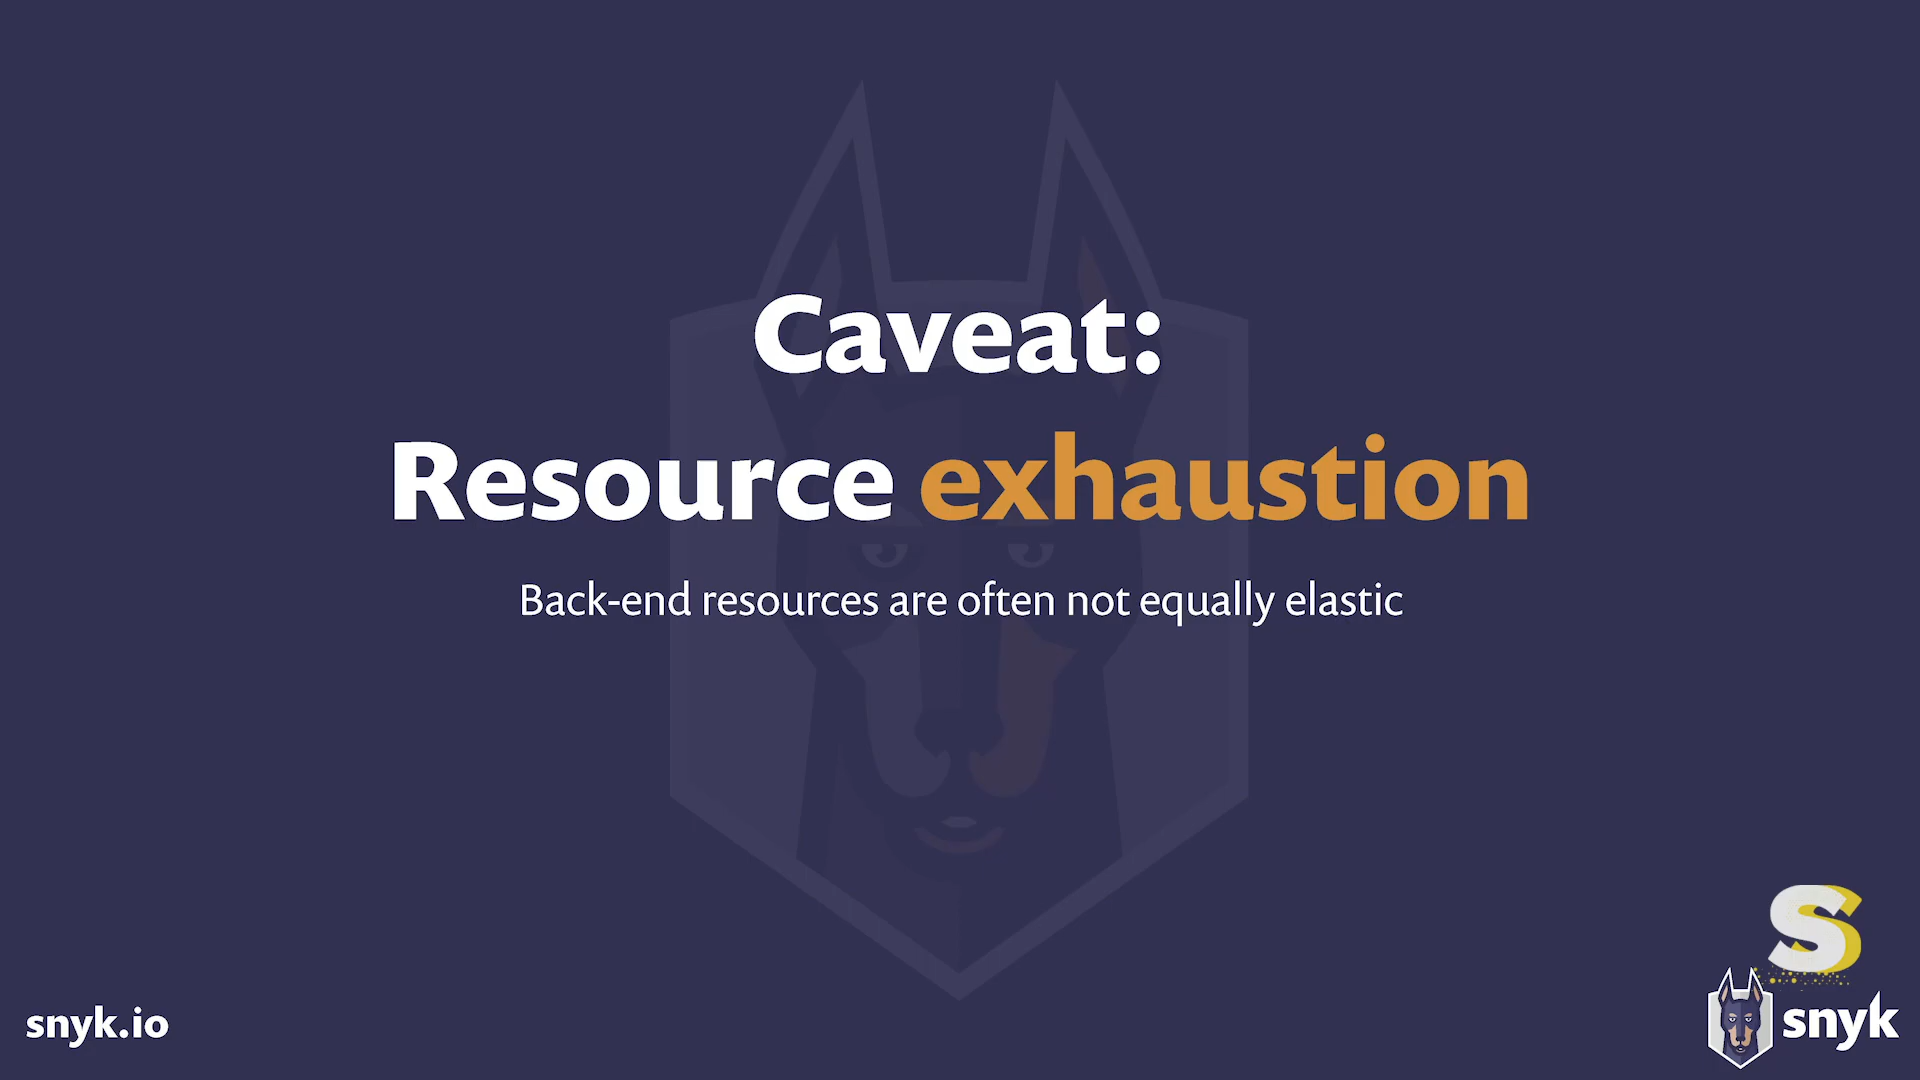 Caveat:
Resource exhaustion
Back-end resources are often not equally elastic
S
snyk.io
snyk